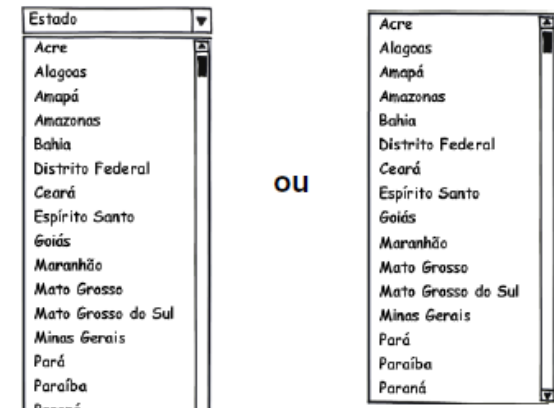 Estado
Acre
Alagoas
Amapá
Amazonas
Bahia
Distrito Federal
Ceará
Espírito Santo
Goiás
Maranhão
Mato Grosso
Mato Grosso do Sul
Minas Gerais
Pará
Paraíba
ou
Acre
Alagoas
Amapá
Amazonas
Bahia
Distrito Federal
Ceará
Espírito Santo
Goiás
Maranhão
Mato Grosso
Mato Grosso do Sul
Minas Gerais
Pará
Paraíba
Paraná